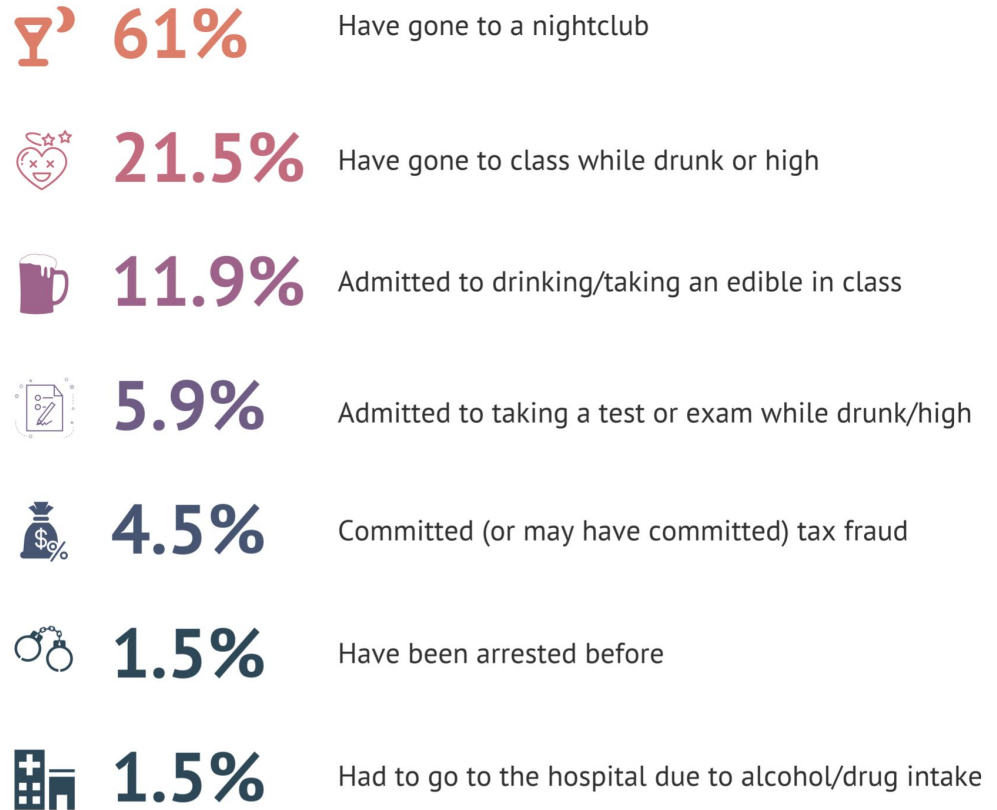 61% Have gone to a nightclub
21.5% Have gone to class while drunk or high
11.9% Admitted to drinking/taking an edible in class
5.9% Admitted to taking a test or exam while drunk/high
$% 4.5% Committed (or may have committed) tax fraud
1.5% Have been arrested before
1.5% Had to go to the hospital due to alcohol/drug intake